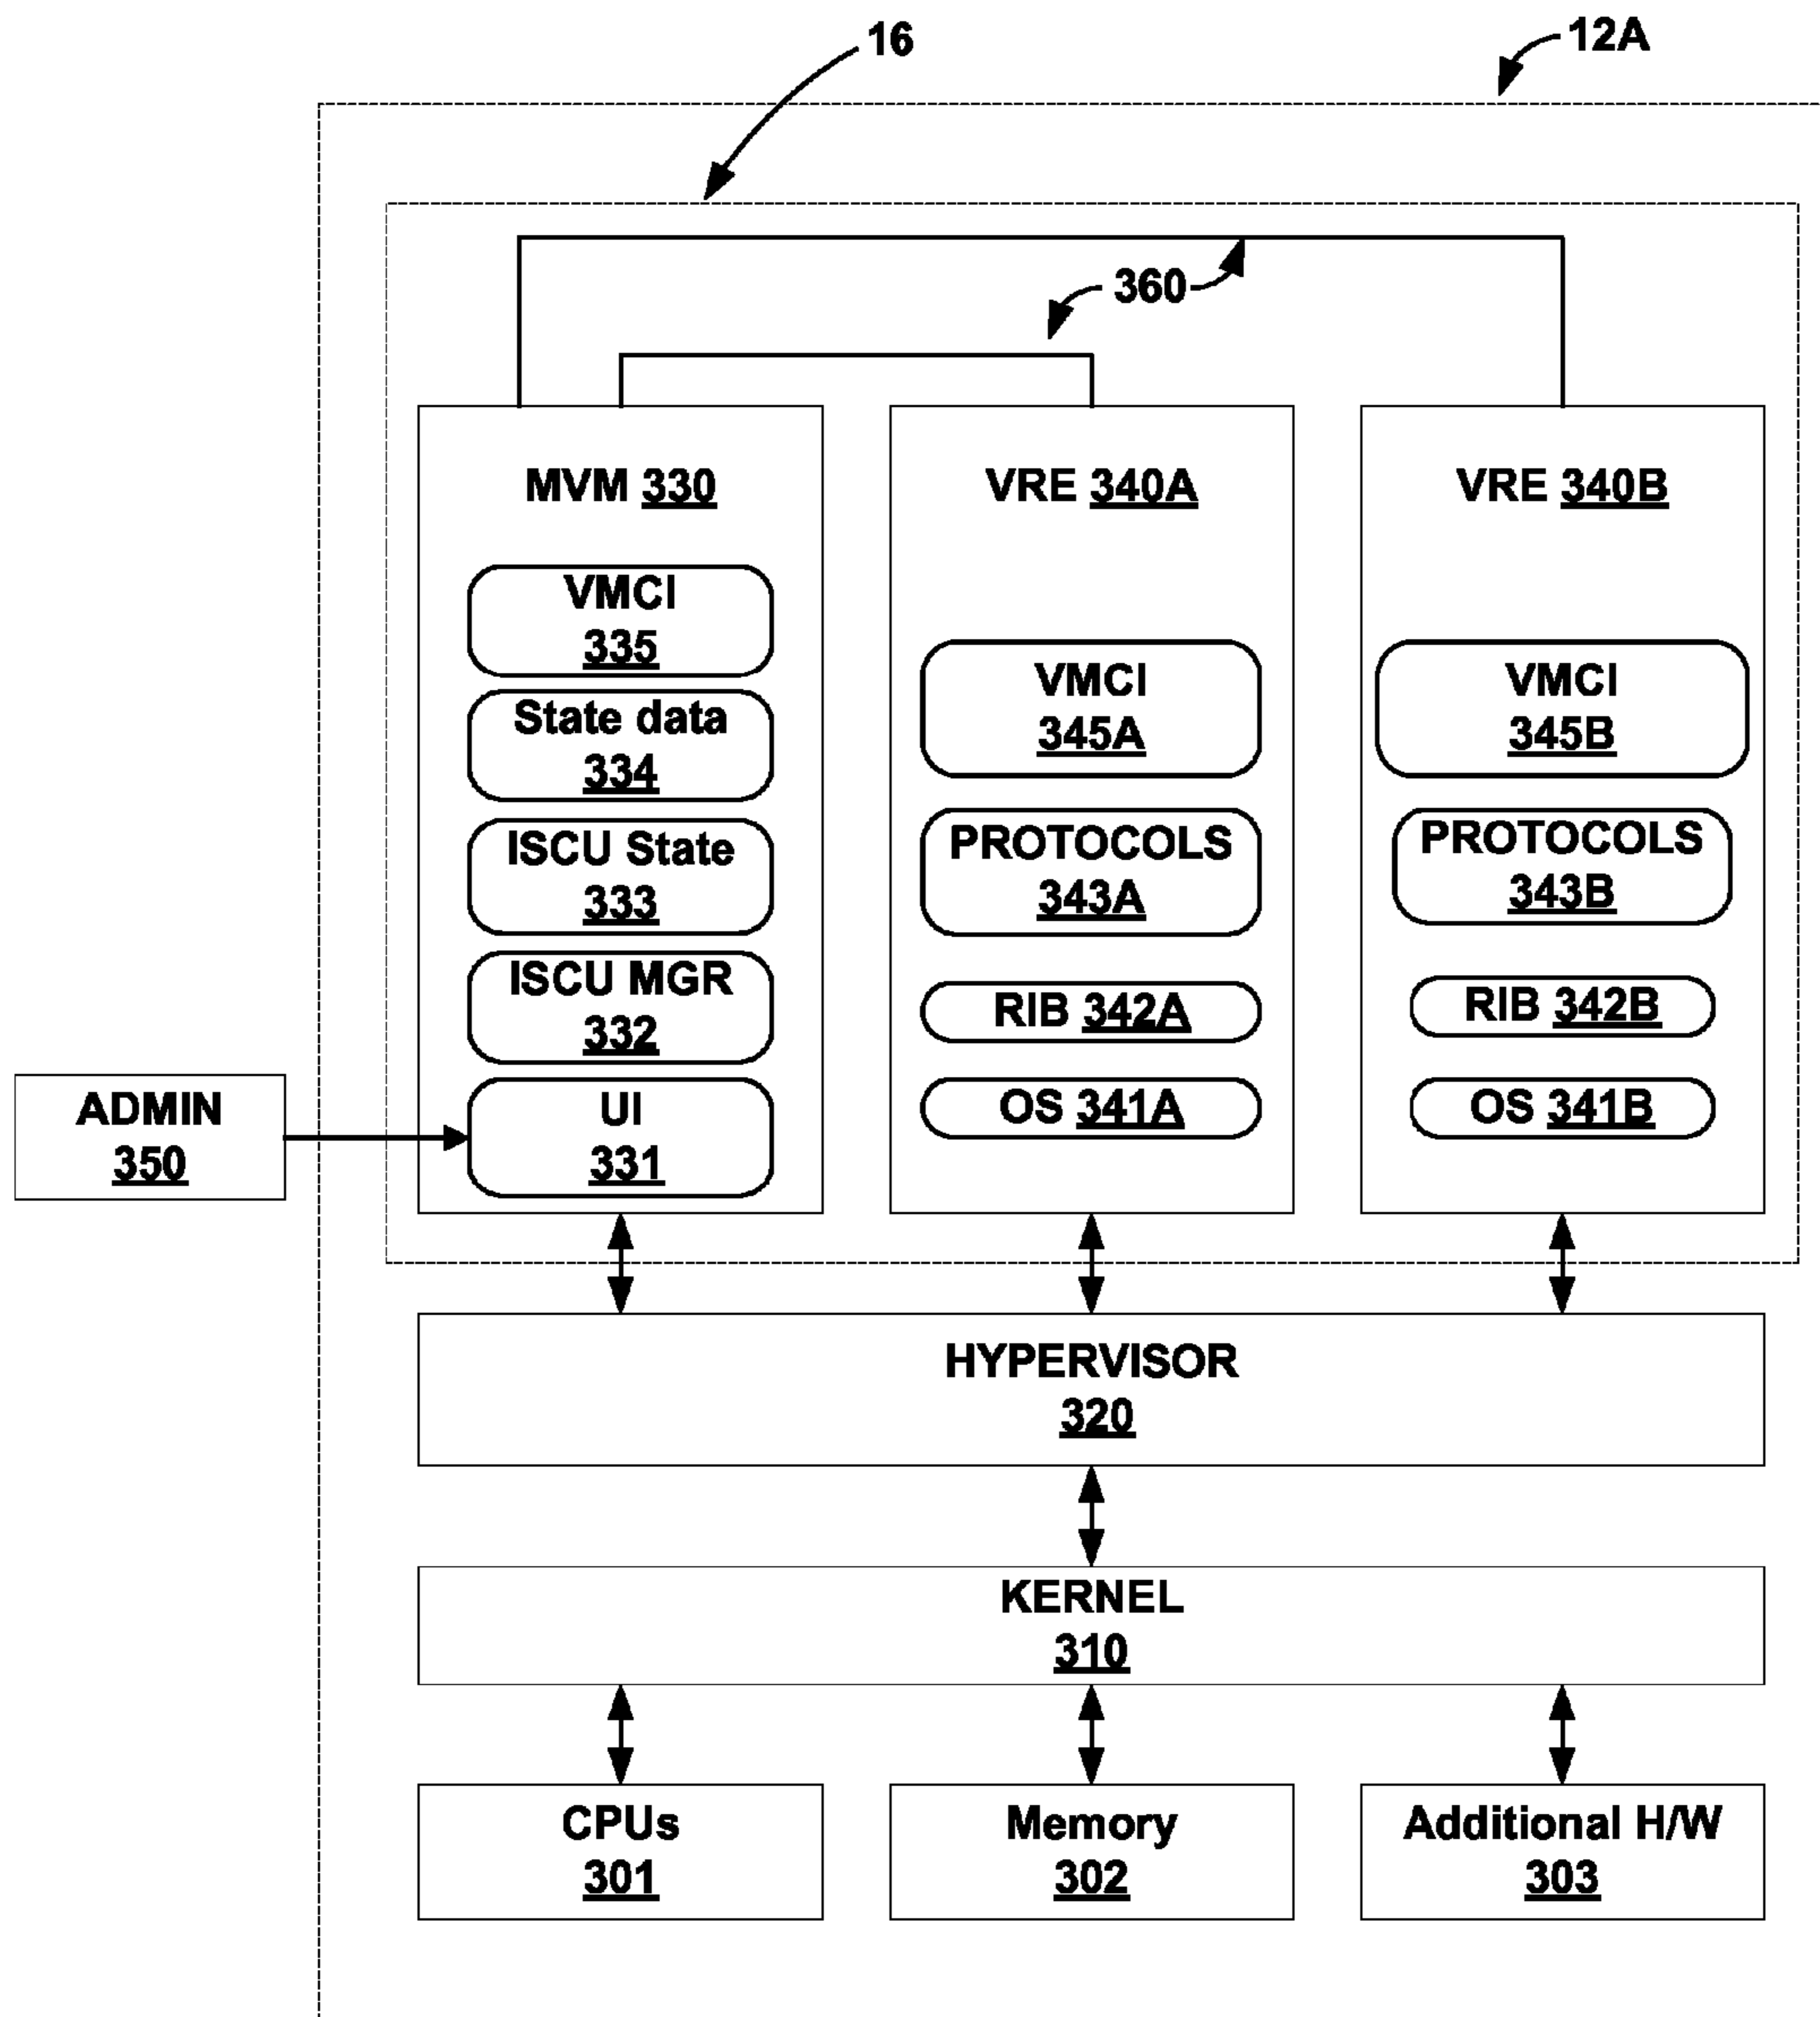 16
12A
360
MVM 330
VMCI
335
State data
334
ISCU State
333
ISCU MGR
332
UI
331
VRE 340A
VMCI
345A
PROTOCOLS
343A
RIB 342A
OS 341A
VRE 340B
VMCI
345B
PROTOCOLS
343B
RIB 342B
OS 341B
ADMIN
350
HYPERVISOR
320
KERNEL
310
CPUs
301
Memory
302
Additional H/W
303